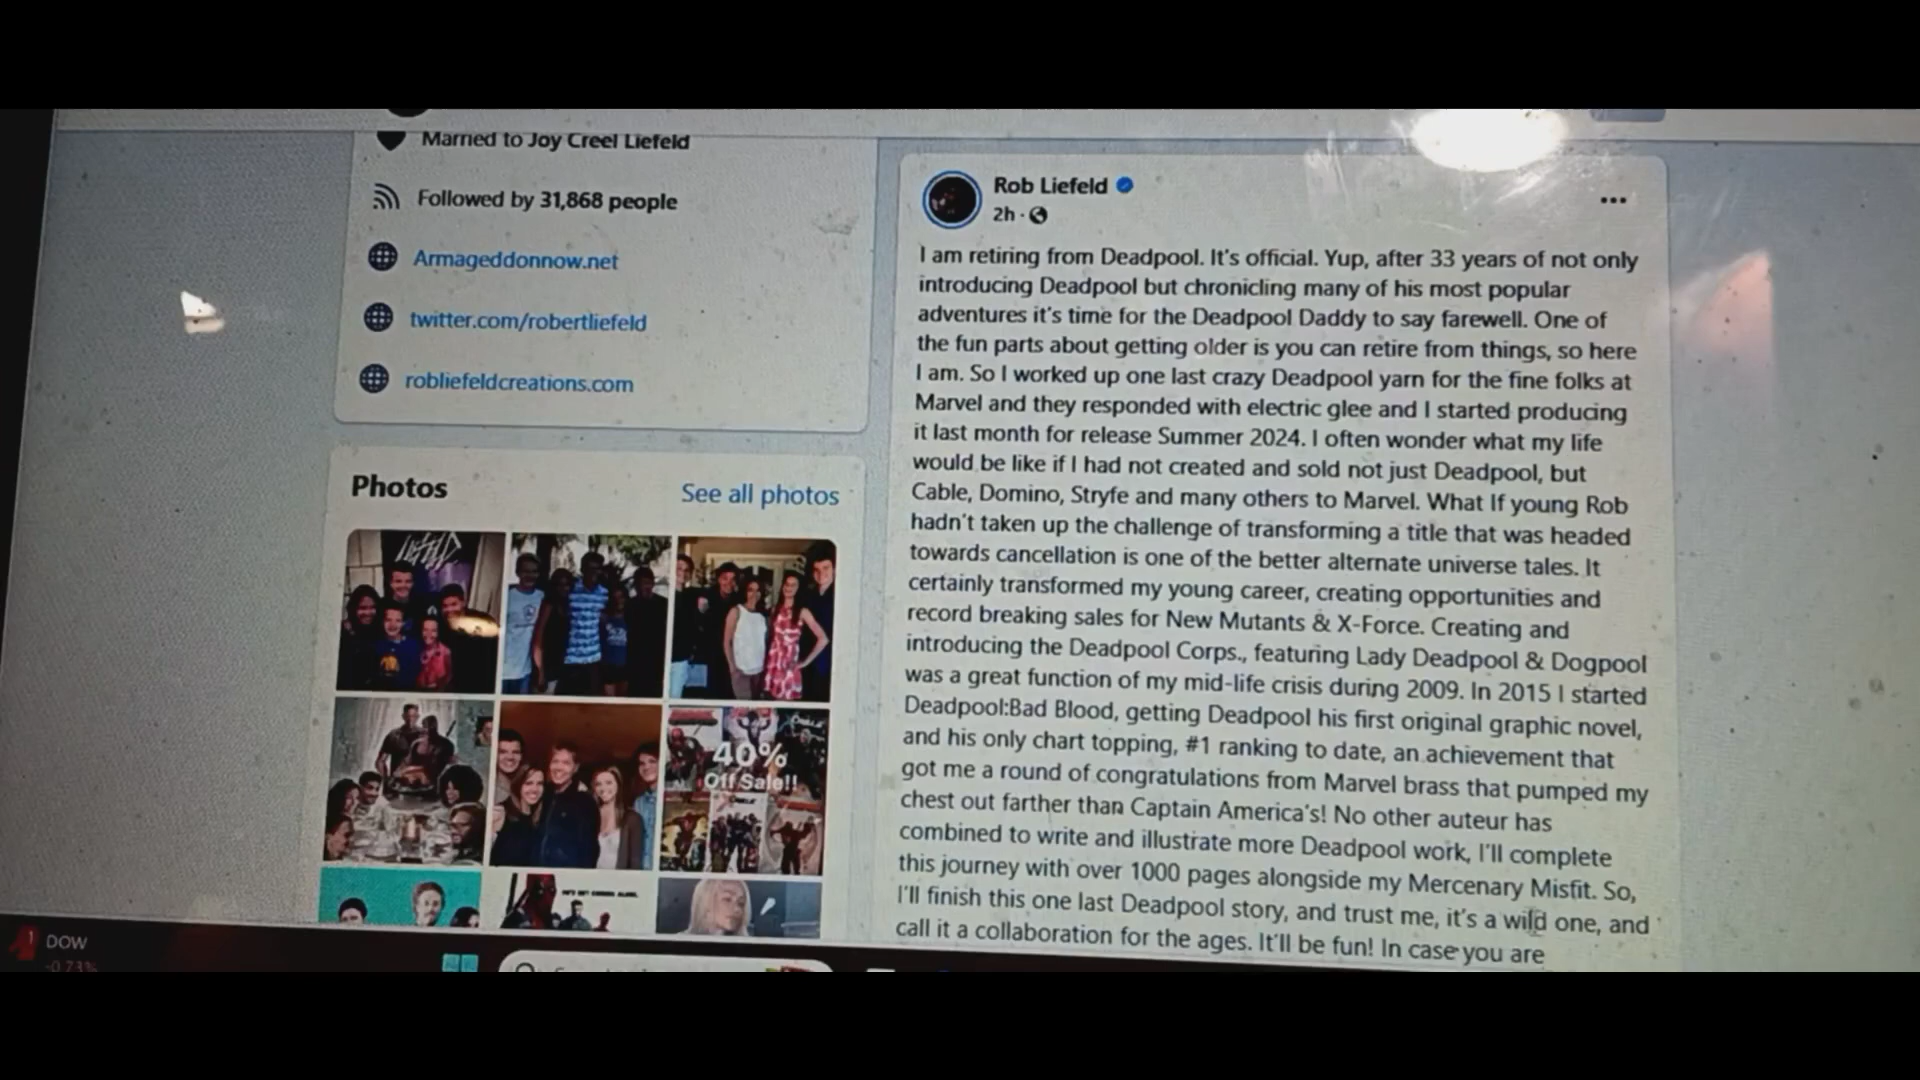 Married to Joy Creel Liefeld
Followed by 31,868 people
Armageddonnow.net
twitter.com/robertliefeld
robliefeldcreations.com
Photos
See all photos
40%
Off Sale!!
DOW
-0.73%
Rob Liefeld
2h ·
I am retiring from Deadpool. It's official. Yup, after 33 years of not only
introducing Deadpool but chronicling many of his most popular
adventures it's time for the Deadpool Daddy to say farewell. One of
the fun parts about getting older is you can retire from things, so here
I am. So I worked up one last crazy Deadpool yarn for the fine folks at
Marvel and they responded with electric glee and I started producing
it last month for release Summer 2024. I often wonder what my life
would be like if I had not created and sold not just Deadpool, but
Cable, Domino, Stryfe and many others to Marvel. What If young Rob
hadn't taken up the challenge of transforming a title that was headed
towards cancellation is one of the better alternate universe tales. It
certainly transformed my young career, creating opportunities and
record breaking sales for New Mutants & X-Force. Creating and
introducing the Deadpool Corps., featuring Lady Deadpool & Dogpool
was a great function of my mid-life crisis during 2009. In 2015 I started
Deadpool:Bad Blood, getting Deadpool his first original graphic novel,
and his only chart topping, #1 ranking to date, an achievement that
got me a round of congratulations from Marvel brass that pumped my
chest out farther than Captain America's! No other auteur has
combined to write and illustrate more Deadpool work, I'll complete
this journey with over 1000 pages alongside my Mercenary Misfit. So,
I'll finish this one last Deadpool story, and trust me, it's a wild one, and
call it a collaboration for the ages. It'll be fun! In case you are